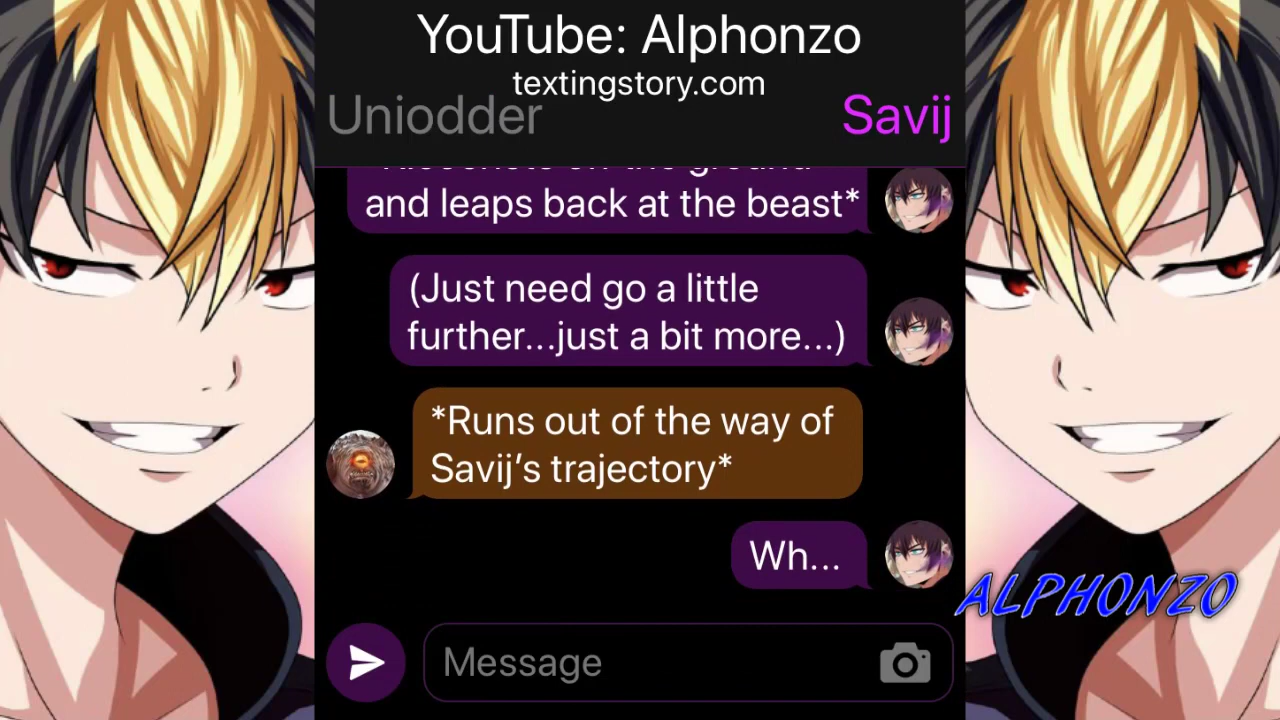 YouTube: Alphonzo
textingstory.com
Uniodder
Savij
and leaps back at the beast*
(Just need go a little
further...just a bit more...)
*Runs out of the way of
Savij’s trajectory*
Wh...
ALPHONZO
Message